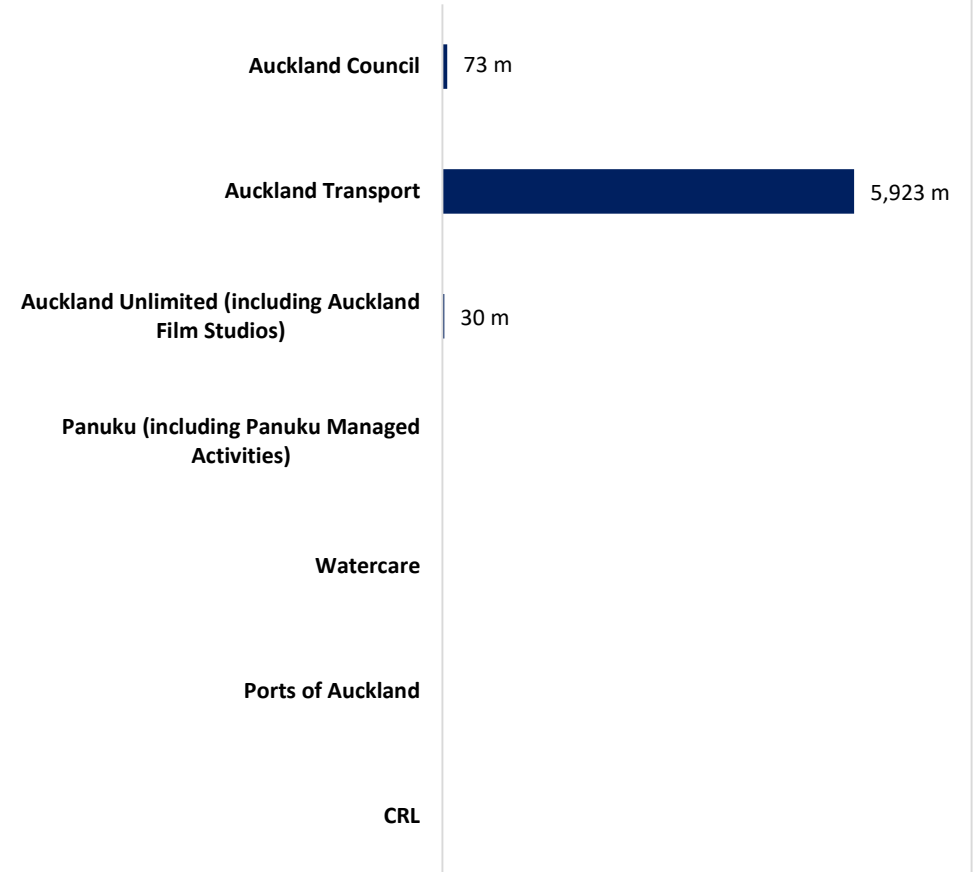 Auckland Council
73 m
Auckland Transport
5,923 m
Auckland Unlimited (including Auckland
Film Studios)
30 m
Panuku (including Panuku Managed
Activities)
Watercare
Ports of Auckland
CRL